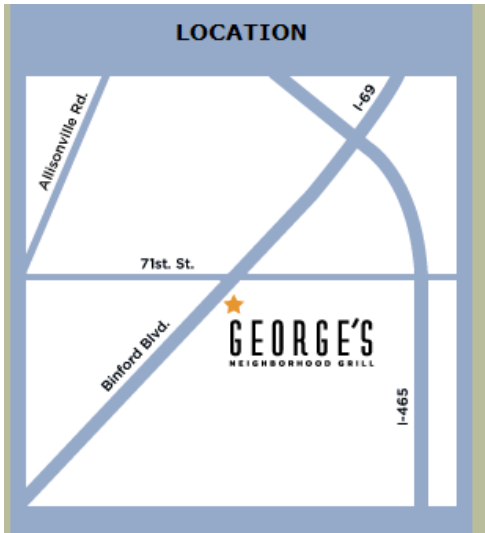 LOCATION
I-69
Allisonville Rd.
71st. St.
GEORGE'S
NEIGHBORHOOD GRILL
Binford Blvd.
I-465